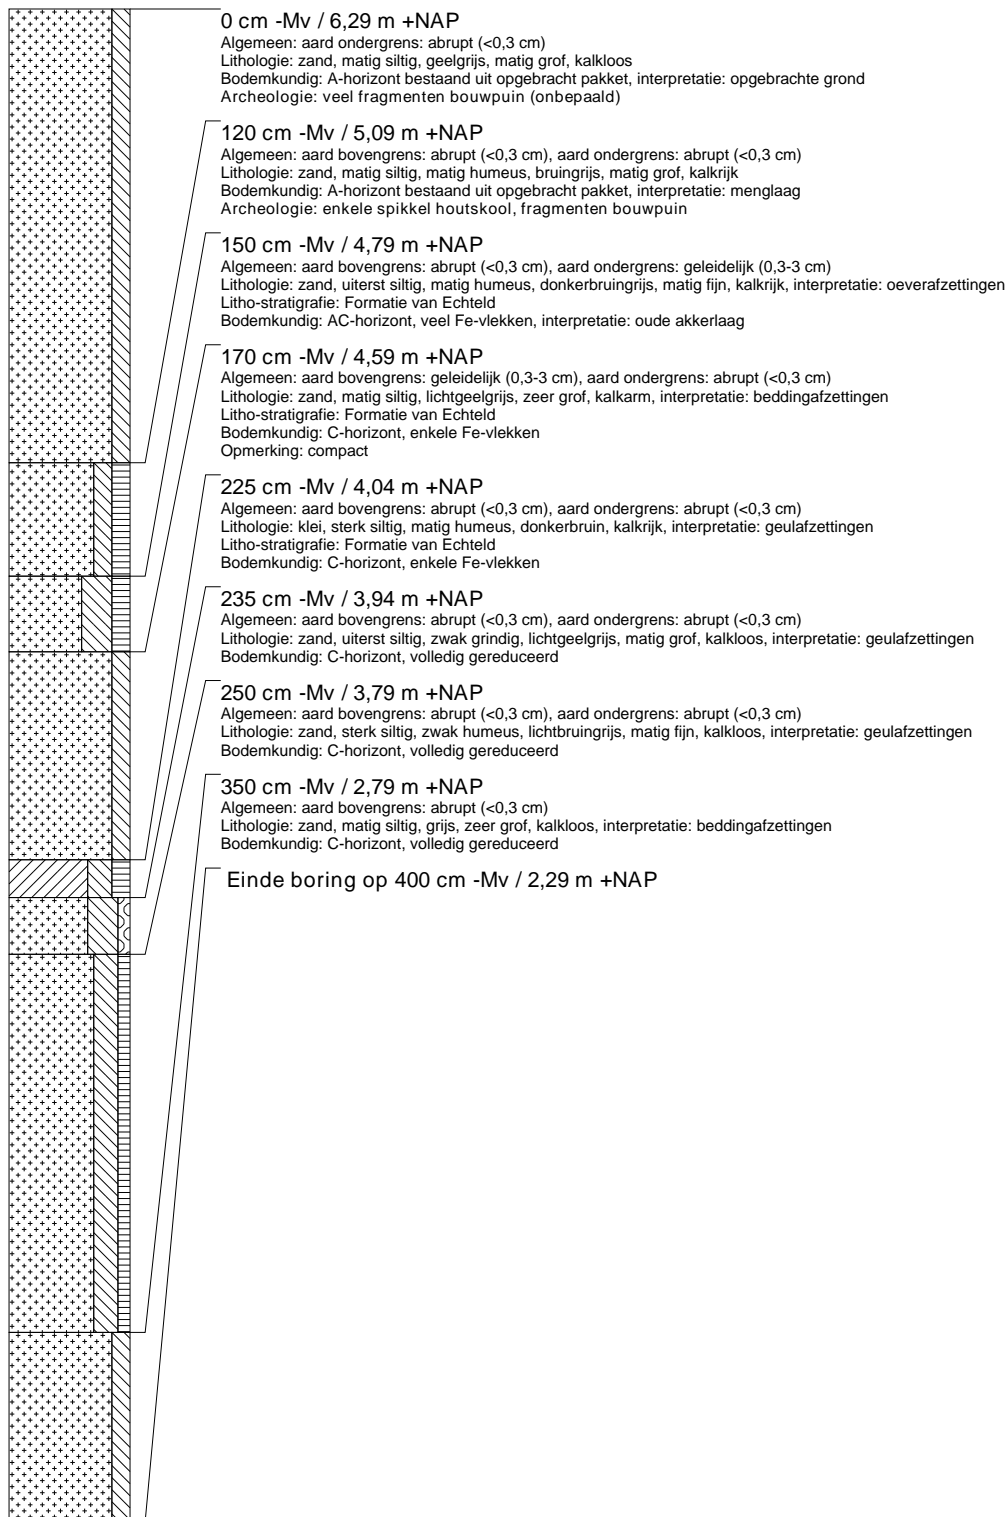 0 cm -Mv / 6,29 m +NAP
Algemeen: aard ondergrens: abrupt (<0,3 cm)
Lithologie: zand, matig siltig, geelgrijs, matig grof, kalkloos
Bodemkundig: A-horizont bestaand uit opgebracht pakket, interpretatie: opgebrachte grond
Archeologie: veel fragmenten bouwpuin (onbepaald)
120 cm -Mv / 5,09 m +NAP
Algemeen: aard bovengrens: abrupt (<0,3 cm), aard ondergrens: abrupt (<0,3 cm)
Lithologie: zand, matig siltig, matig humeus, bruingrijs, matig grof, kalkrijk
Bodemkundig: A-horizont bestaand uit opgebracht pakket, interpretatie: menglaag
Archeologie: enkele spikkel houtskool, fragmenten bouwpuin
150 cm -Mv / 4,79 m +NAP
Algemeen: aard bovengrens: abrupt (<0,3 cm), aard ondergrens: geleidelijk (0,3-3 cm)
Lithologie: zand, uiterst siltig, matig humeus, donkerbruingrijs, matig fijn, kalkrijk, interpretatie: oeverafzettingen
Litho-stratigrafie: Formatie van Echteld
Bodemkundig: AC-horizont, veel Fe-vlekken, interpretatie: oude akkerlaag
170 cm -Mv / 4,59 m +NAP
Algemeen: aard bovengrens: geleidelijk (0,3-3 cm), aard ondergrens: abrupt (<0,3 cm)
Lithologie: zand, matig siltig, lichtgeelgrijs, zeer grof, kalkarm, interpretatie: beddingafzettingen
Litho-stratigrafie: Formatie van Echteld
Bodemkundig: C-horizont, enkele Fe-vlekken
Opmerking: compact
225 cm -Mv / 4,04 m +NAP
Algemeen: aard bovengrens: abrupt (<0,3 cm), aard ondergrens: abrupt (<0,3 cm)
Lithologie: klei, sterk siltig, matig humeus, donkerbruin, kalkrijk, interpretatie: geulafzettingen
Litho-stratigrafie: Formatie van Echteld
Bodemkundig: C-horizont, enkele Fe-vlekken
235 cm -Mv / 3,94 m +NAP
Algemeen: aard bovengrens: abrupt (<0,3 cm), aard ondergrens: abrupt (<0,3 cm)
Lithologie: zand, uiterst siltig, zwak grindig, lichtgeelgrijs, matig grof, kalkloos, interpretatie: geulafzettingen
Bodemkundig: C-horizont, volledig gereduceerd
250 cm -Mv / 3,79 m +NAP
Algemeen: aard bovengrens: abrupt (<0,3 cm), aard ondergrens: abrupt (<0,3 cm)
Lithologie: zand, sterk siltig, zwak humeus, lichtbruingrijs, matig fijn, kalkloos, interpretatie: geulafzettingen
Bodemkundig: C-horizont, volledig gereduceerd
350 cm -Mv / 2,79 m +NAP
Algemeen: aard bovengrens: abrupt (<0,3 cm)
Lithologie: zand, matig siltig, grijs, zeer grof, kalkloos, interpretatie: beddingafzettingen
Bodemkundig: C-horizont, volledig gereduceerd
Einde boring op 400 cm -Mv / 2,29 m +NAP